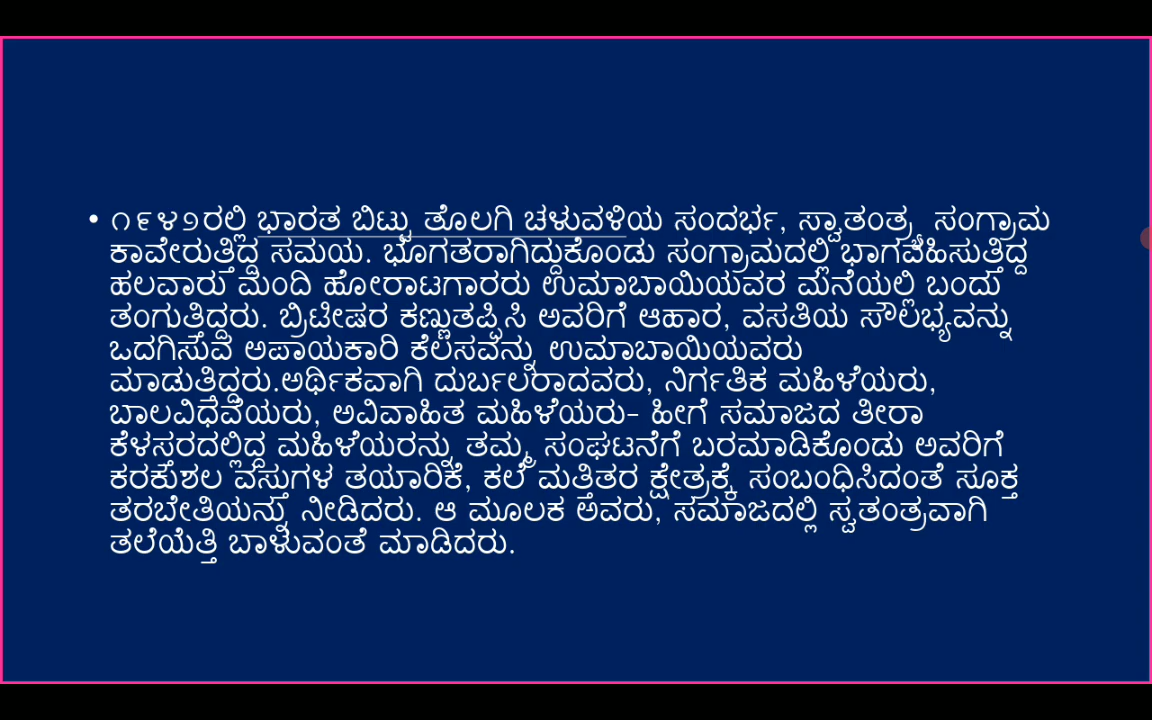 • ೧೯೪೨ರಲ್ಲಿ ಭಾರತ ಬಿಟ್ಟು ತೊಲಗಿ ಚಳುವಳಿಯ ಸಂದರ್ಭ, ಸ್ವಾತಂತ್ರ್ಯ ಸಂಗ್ರಾಮ
ಕಾವೇರುತ್ತಿದ್ದ ಸಮಯ. ಭೂಗತರಾಗಿದ್ದುಕೊಂಡು ಸಂಗ್ರಾಮದಲ್ಲಿ ಭಾಗವಹಿಸುತ್ತಿದ್ದ
ಹಲವಾರು ಮಂದಿ ಹೋರಾಟಗಾರರು ಉಮಾಬಾಯಿಯವರ ಮನೆಯಲ್ಲಿ ಬಂದು
ತಂಗುತ್ತಿದ್ದರು. ಬ್ರಿಟೀಷರ ಕಣ್ಣುತಪ್ಪಿಸಿ ಅವರಿಗೆ ಆಹಾರ, ವಸತಿಯ ಸೌಲಭ್ಯವನ್ನು
ಒದಗಿಸುವ ಅಪಾಯಕಾರಿ ಕೆಲಸವನ್ನು ಉಮಾಬಾಯಿಯವರು
ಮಾಡುತ್ತಿದ್ದರು.ಅರ್ಥಿಕವಾಗಿ ದುರ್ಬಲರಾದವರು, ನಿರ್ಗತಿಕ ಮಹಿಳೆಯರು,
ಬಾಲವಿಧವೆಯರು, ಅವಿವಾಹಿತ ಮಹಿಳೆಯರು- ಹೀಗೆ ಸಮಾಜದ ತೀರಾ
ಕೆಳಸ್ತರದಲ್ಲಿದ್ದ ಮಹಿಳೆಯರನ್ನು ತಮ್ಮ ಸಂಘಟನೆಗೆ ಬರಮಾಡಿಕೊಂಡು ಅವರಿಗೆ
ಕರಕುಶಲ ವಸ್ತುಗಳ ತಯಾರಿಕೆ, ಕಲೆ ಮತ್ತಿತರ ಕ್ಷೇತ್ರಕ್ಕೆ ಸಂಬಂಧಿಸಿದಂತೆ ಸೂಕ್ತ
ತರಬೇತಿಯನ್ನು ನೀಡಿದರು. ಆ ಮೂಲಕ ಅವರು, ಸಮಾಜದಲ್ಲಿ ಸ್ವತಂತ್ರವಾಗಿ
ತಲೆಯೆತ್ತಿ ಬಾಳುವಂತೆ ಮಾಡಿದರು.